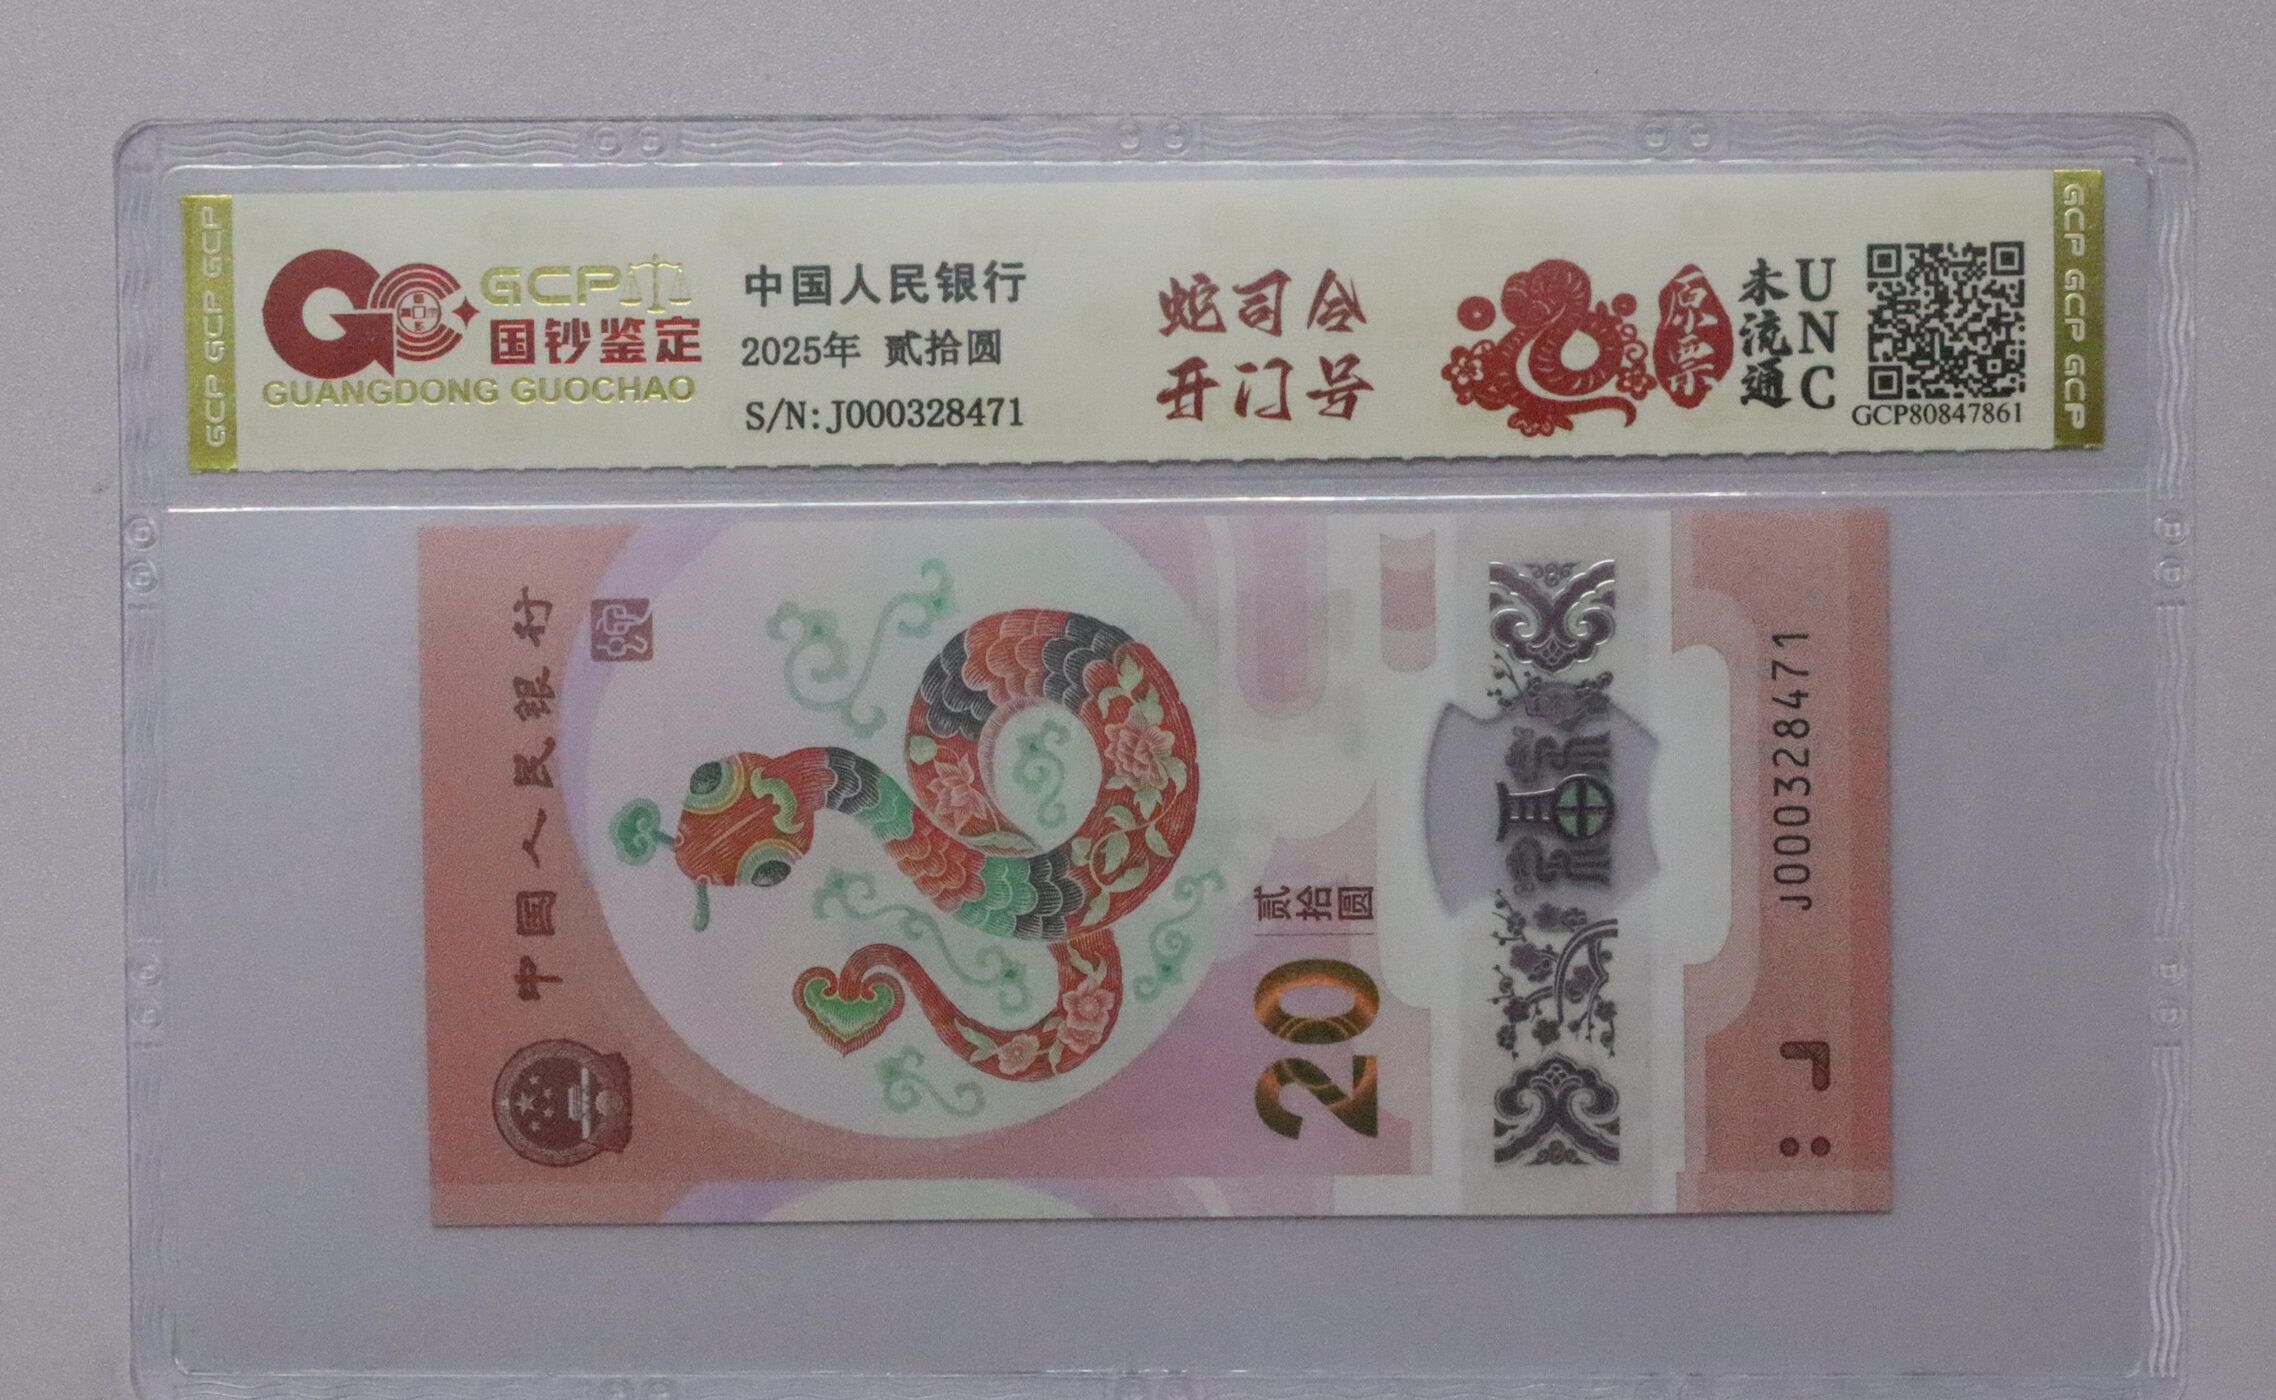 GCP GCP GCP
GCP
国钞鉴定
GUANGDONG GUOCHAO
中国人民银行
2025年 贰拾圆
S/N:J000328471
蛇司令
开门号
原票
未流通
UNC
GCP80847861
GCP GCP GCP
中国人民银行
贰拾圆
20
J000328471